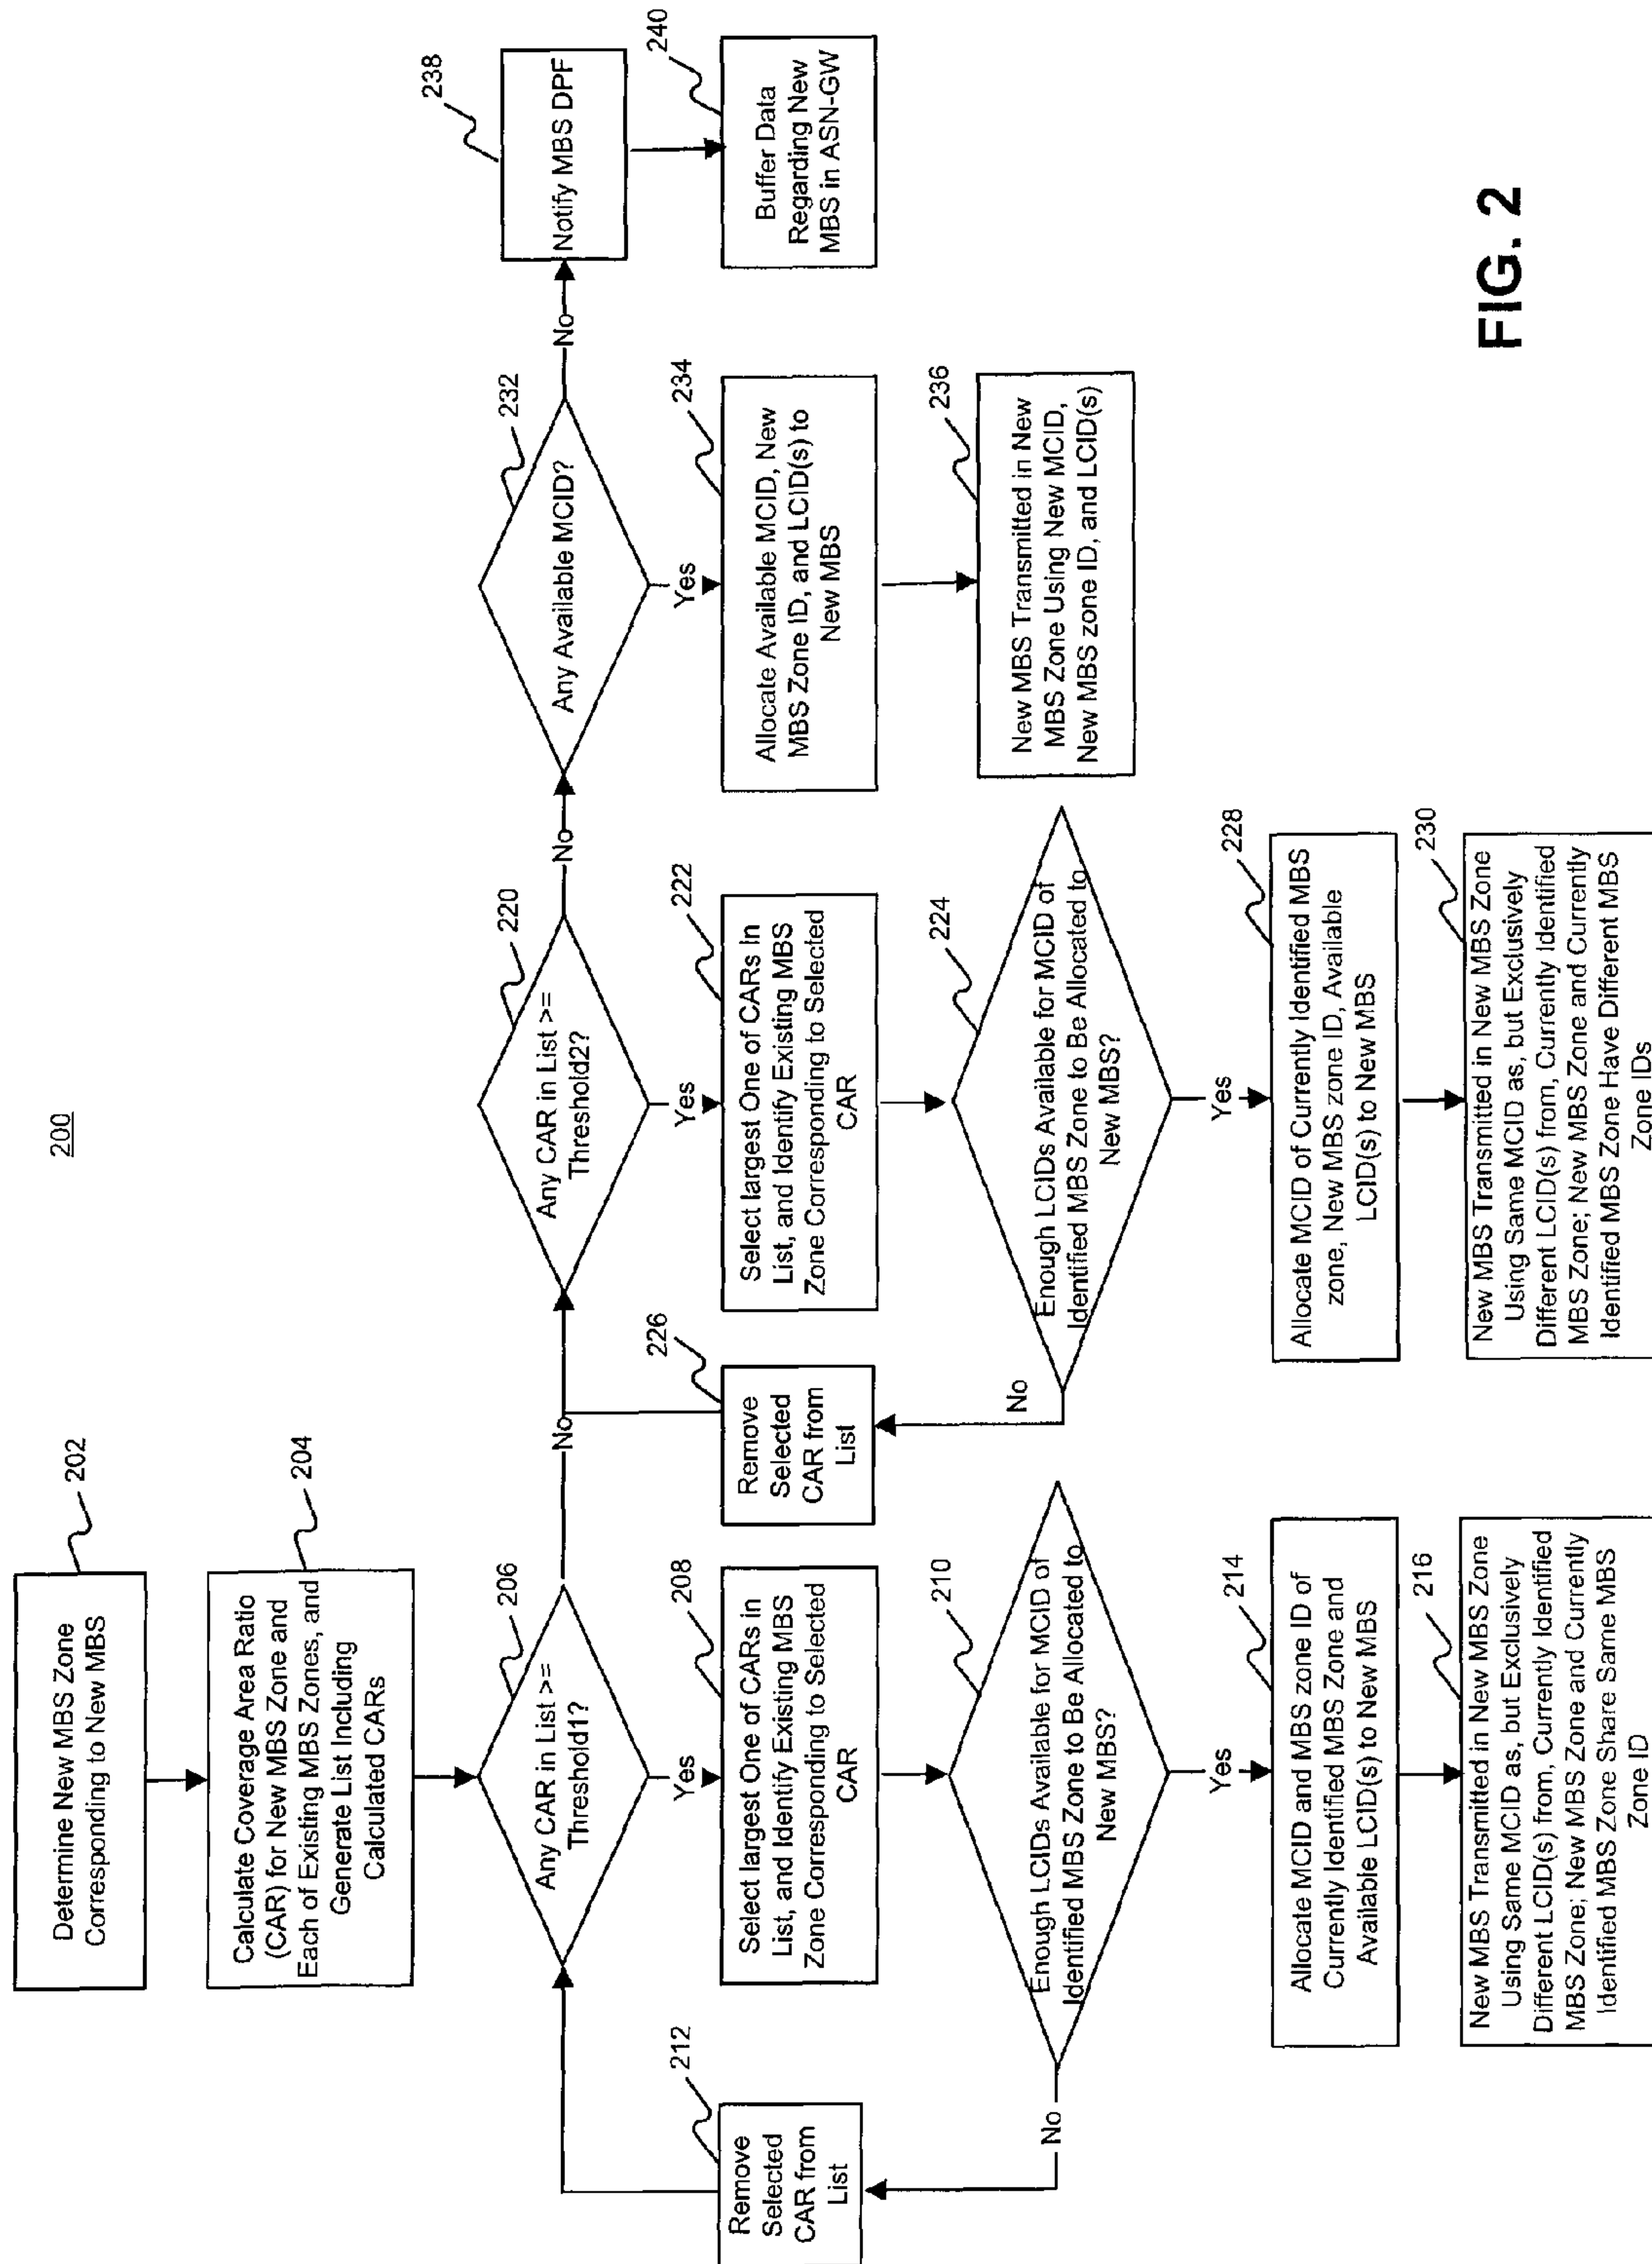 200
Determine New MBS Zone
Corresponding to New MBS
202
Calculate Coverage Area Ratio
(CAR) for New MBS Zone and
Each of Existing MBS Zones, and
Generate List Including
Calculated CARs
204
Any CAR in List >=
Threshold1?
206
No
Yes
Select largest One of CARs in
List, and Identify Existing MBS
Zone Corresponding to Selected
CAR
208
Enough LCIDs Available for MCID of
Identified MBS Zone to be Allocated to
New MBS?
210
No
Yes
Remove
Selected
CAR from
List
212
Allocate MCID and MBS zone ID of
Currently Identified MBS Zone and
Available LCID(s) to New MBS
214
New MBS Transmitted in New MBS Zone
Using Same MCID as, but Exclusively
Different LCID(s) from, Currently Identified
MBS Zone; New MBS Zone and Currently
Identified MBS Zone Share Same MBS
Zone ID
216
Any CAR in List >=
Threshold2?
220
No
Yes
Select largest One of CARs In
List, and Identify Existing MBS
Zone Corresponding to Selected
CAR
222
Enough LCIDs Available for MCID of
Identified MBS Zone to Be Allocated to
New MBS?
224
No
Yes
Remove
Selected
CAR from
List
226
Allocate MCID of Currently Identified MBS
zone, New MBS zone ID, Available
LCID(s) to New MBS
228
New MBS Transmitted in New MBS Zone
Using Same MCID as, but Exclusively
Different LCID(s) from, Currently Identified
MBS Zone; New MBS Zone and Currently
Identified MBS Zone Have Different MBS
Zone IDs
230
Any Available MCID?
232
No
Yes
Allocate Available MCID, New
MBS Zone ID, and LCID(s) to
New MBS
234
New MBS Transmitted in New
MBS Zone Using New MCID,
New MBS zone ID, and LCID(s)
236
Notify MBS DPF
238
Buffer Data
Regarding New
MBS in ASN-GW
240
FIG. 2